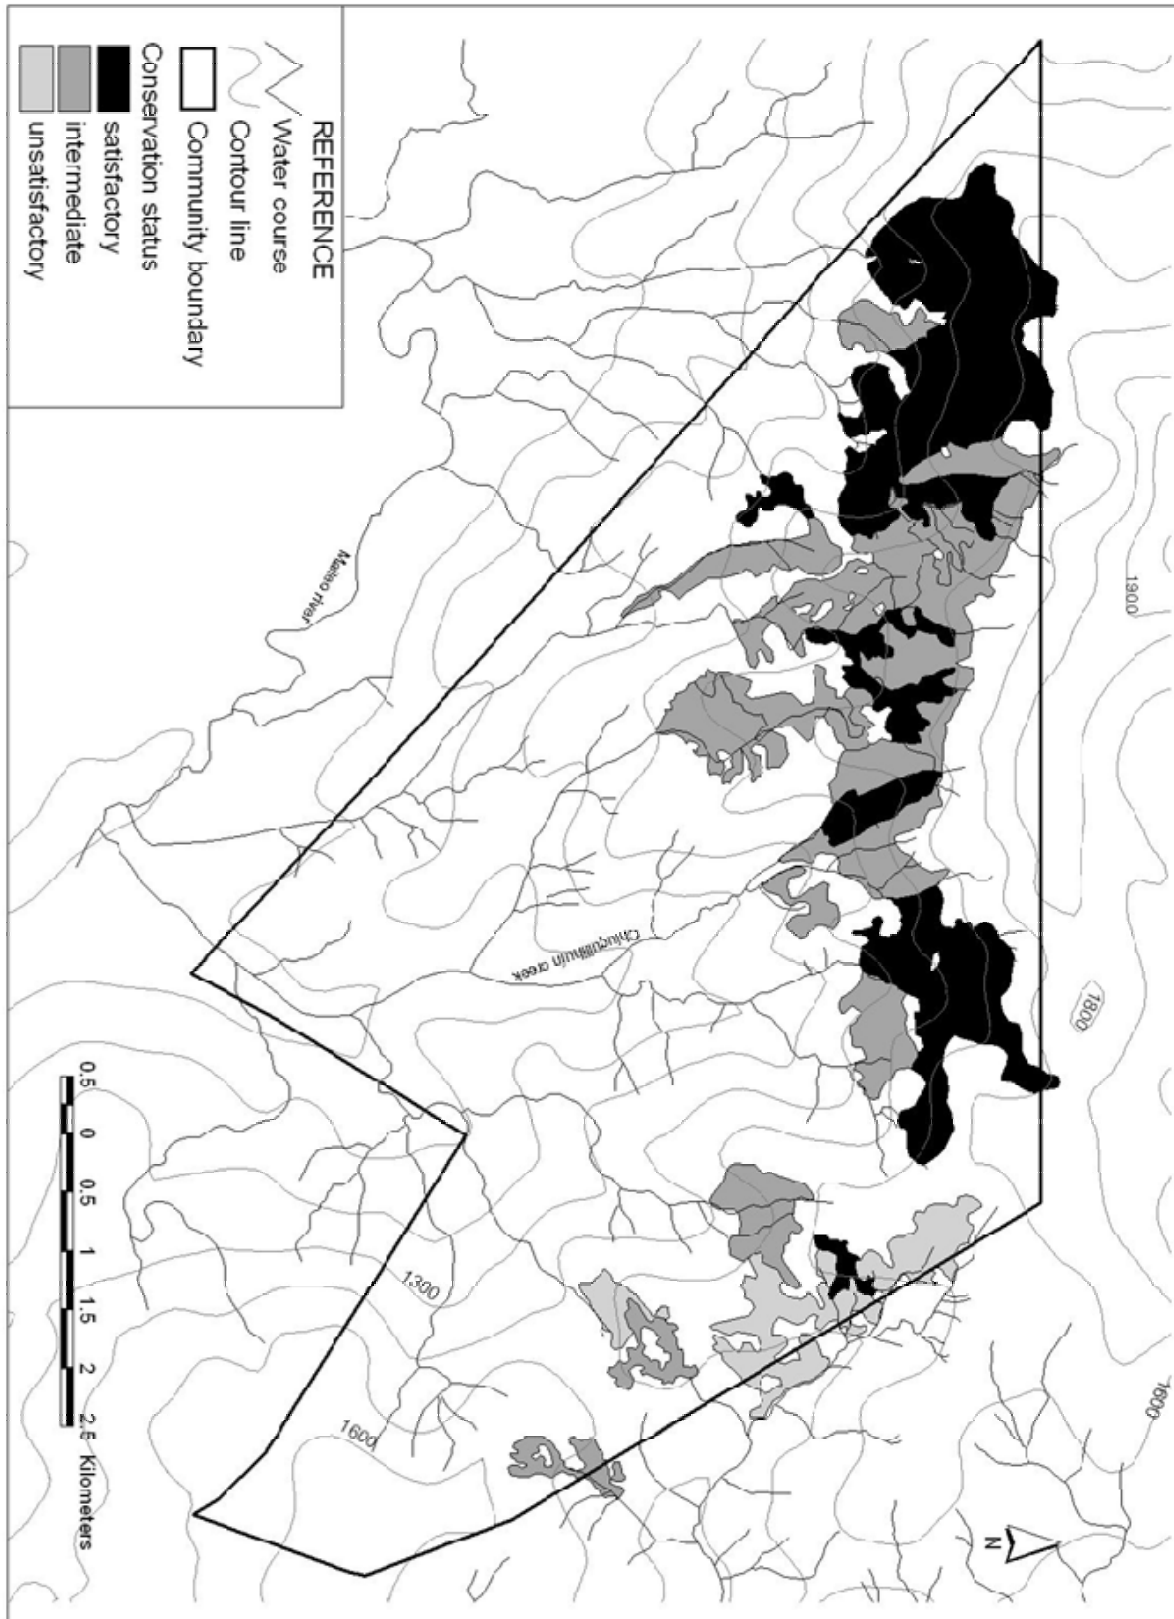 REFERENCE
Water course
Contour line
Community boundary
Conservation status
satisfactory
intermediate
unsatisfactory
Malleo river
Chiuquilihuín creek
1900
1800
1600
1300
1600
N
0.5 0 0.5 1 1.5 2 2.5 Kilometers